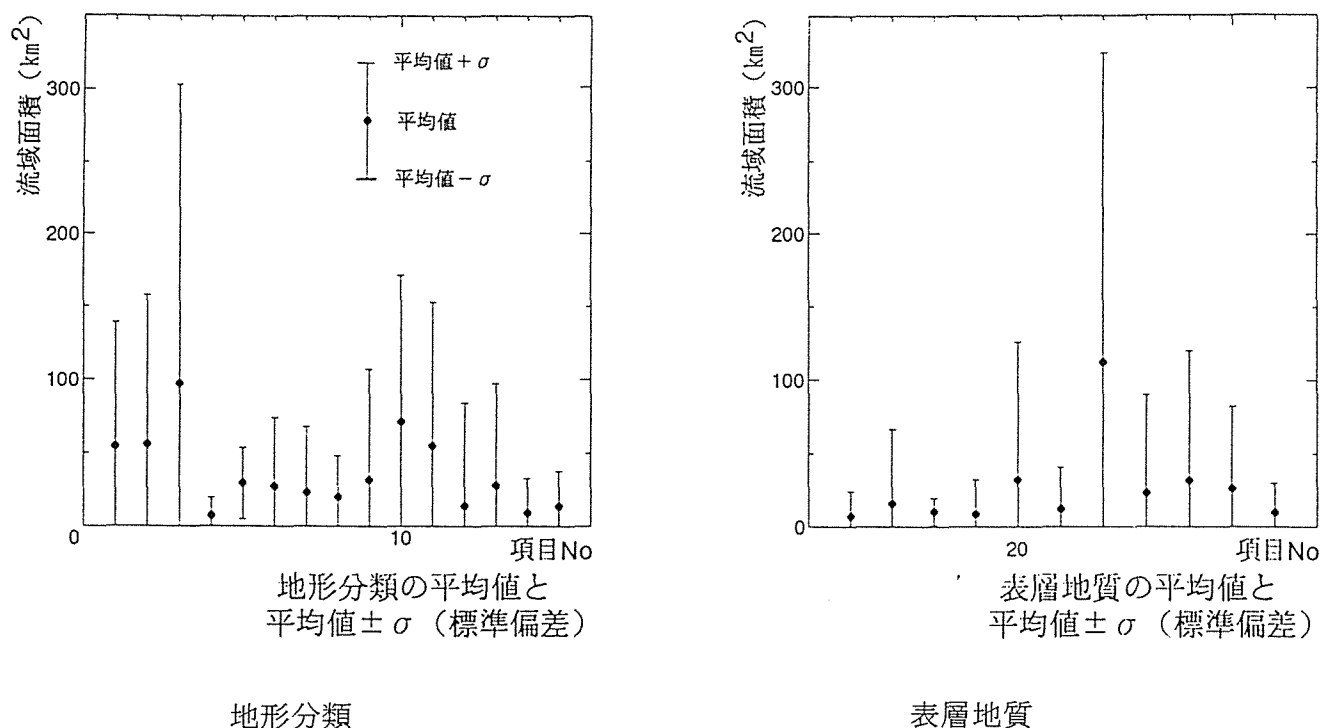 流域面積 (km²)
300
200
100
0
10
項目No
平均値+σ
平均値
平均値-σ
地形分類の平均値と
平均値±σ (標準偏差)
地形分類
流域面積 (km²)
300
200
100
0
20
項目No
表層地質の平均値と
平均値±σ (標準偏差)
表層地質